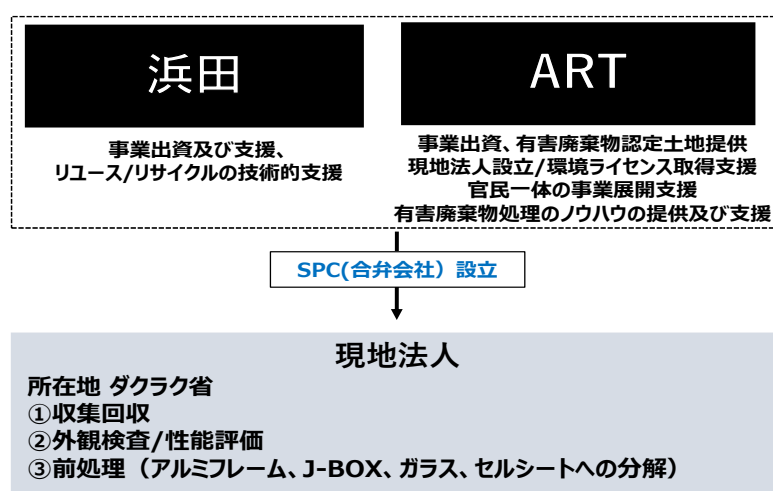 浜田
事業出資及び支援、
リユース/リサイクルの技術的支援
ART
事業出資、有害廃棄物認定土地提供
現地法人設立/環境ライセンス取得支援
官民一体の事業展開支援
有害廃棄物処理のノウハウの提供及び支援
SPC(合弁会社）設立
現地法人
所在地 ダクラク省
①収集回収
②外観検査/性能評価
③前処理（アルミフレーム、J-BOX、ガラス、セルシートへの分解）